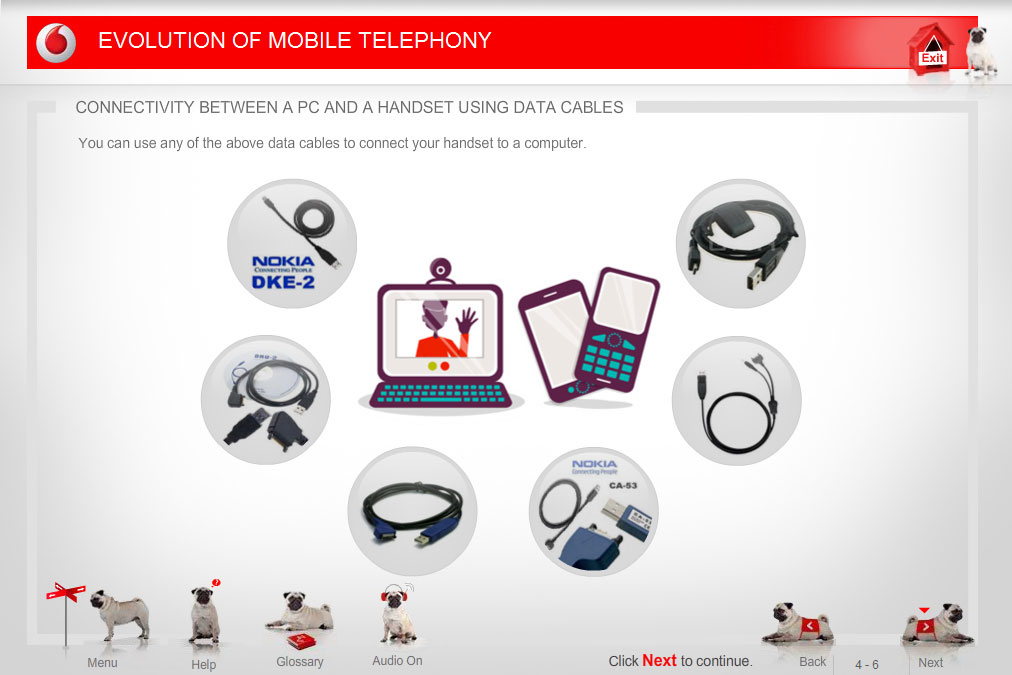 EVOLUTION OF MOBILE TELEPHONY
Exit
CONNECTIVITY BETWEEN A PC AND A HANDSET USING DATA CABLES
You can use any of the above data cables to connect your handset to a computer.
NOKIA
CONNECTING PEOPLE
DKE-2
NOKIA
Connecting People
CA-53
Menu
Help
Glossary
Audio On
Click Next to continue.
Back
4 - 6
Next